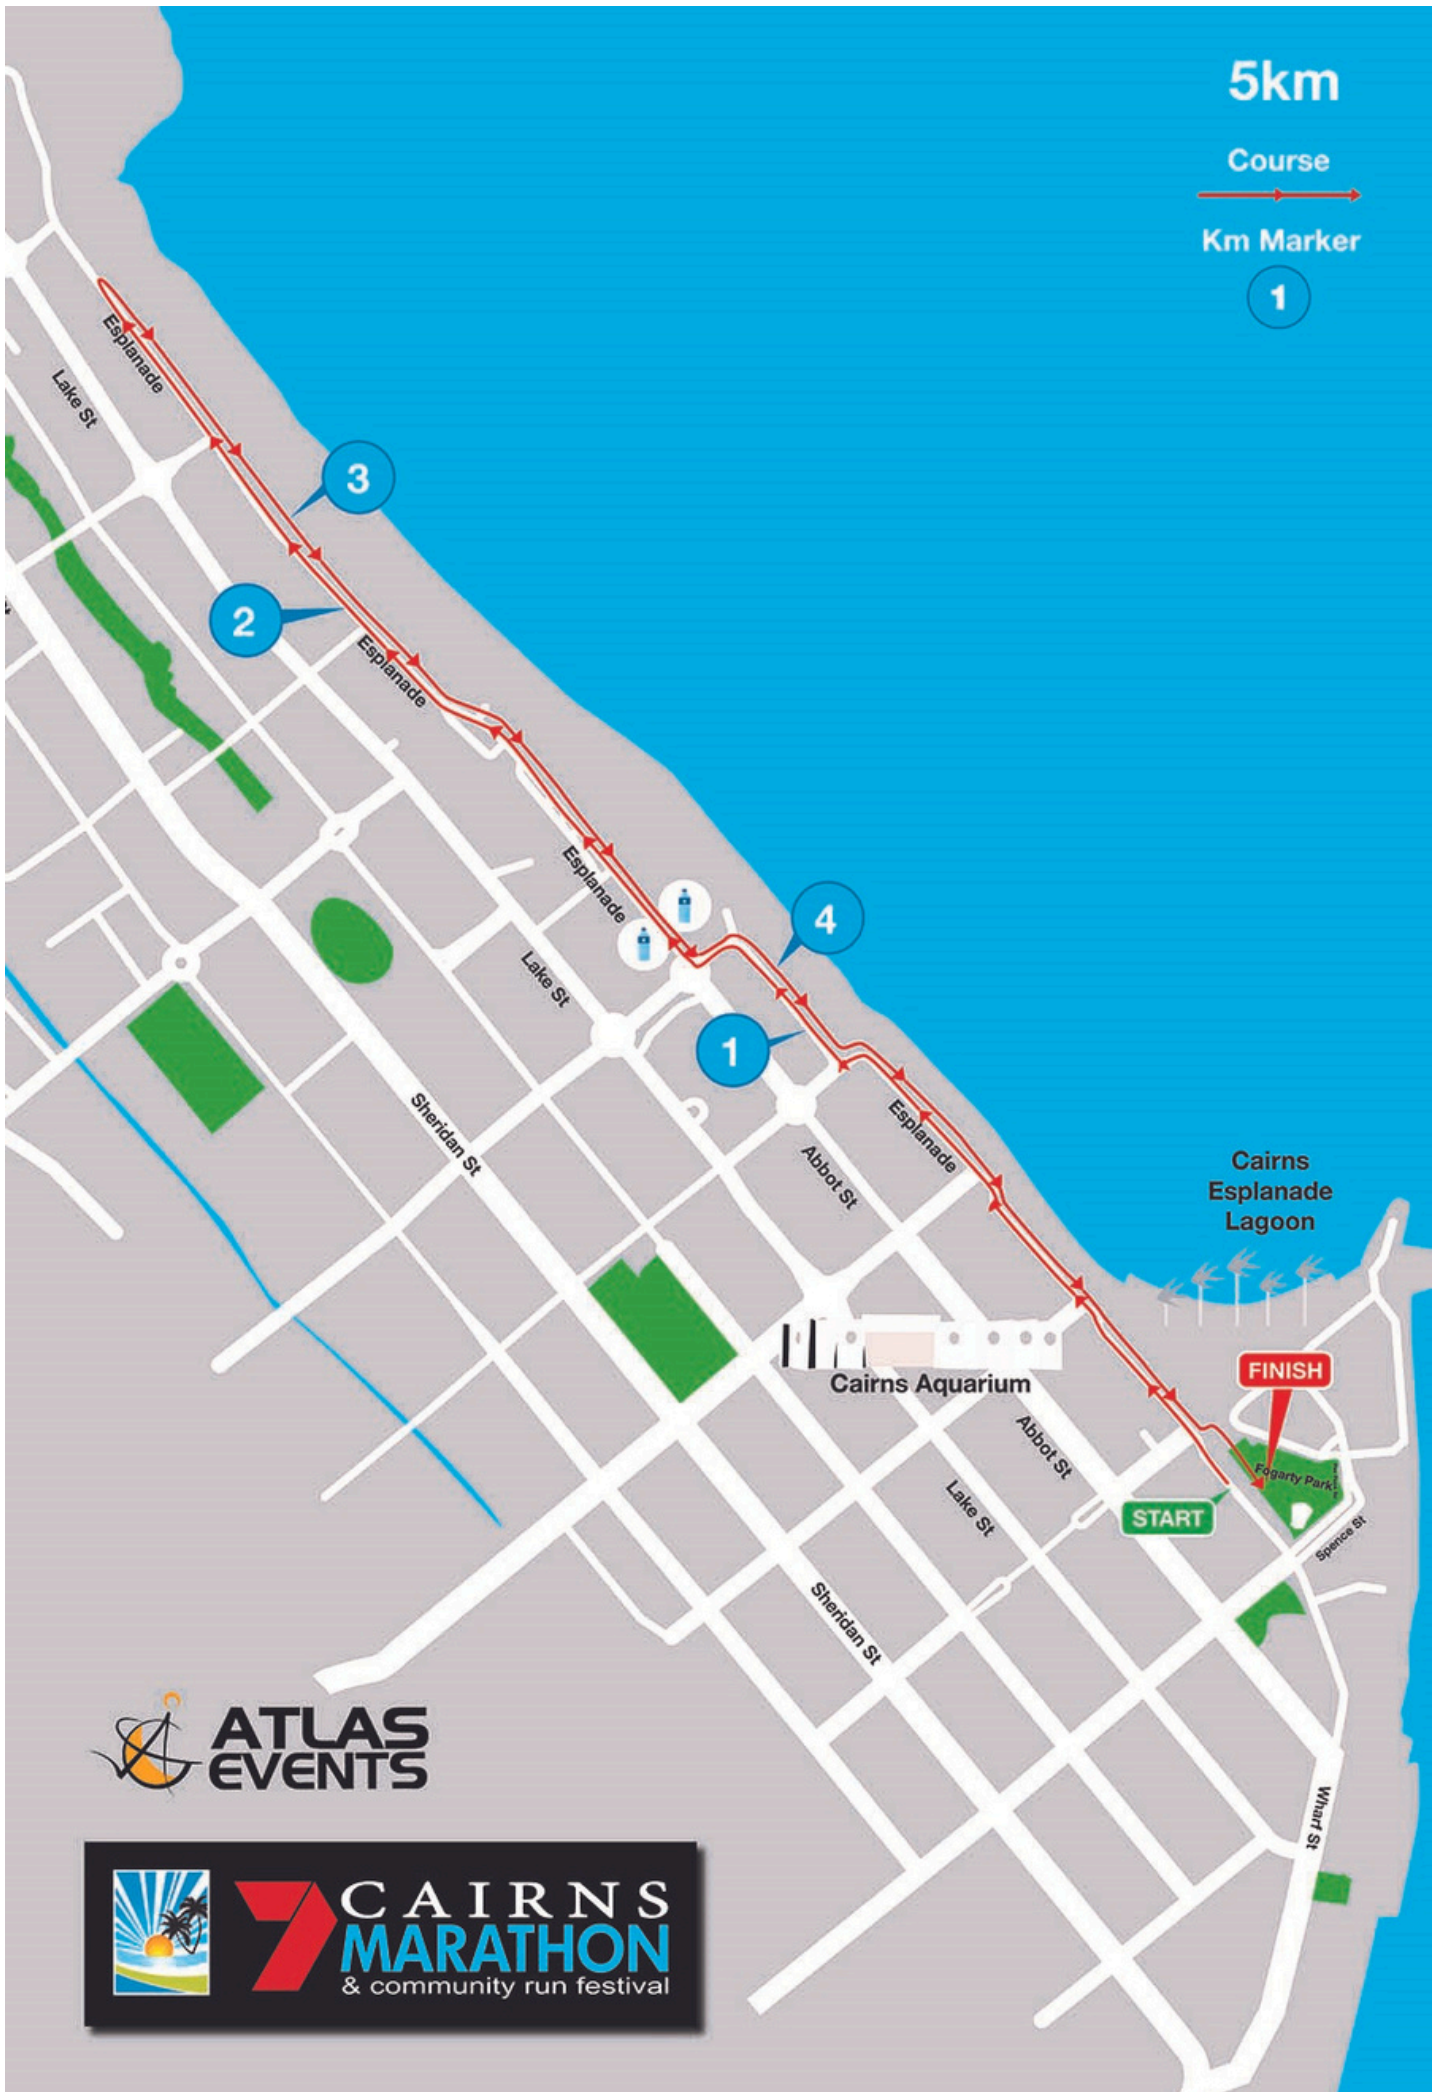 5km
Course
Km Marker
1
Esplanade
Lake St
3
2
Esplanade
4
Esplanade
Lake St
1
Esplanade
Sheridan St
Abbot St
Cairns
Esplanade
Lagoon
FINISH
Cairns Aquarium
Abbot St
Fogarty Park
START
Lake St
Spence St
Sheridan St
ATLAS
EVENTS
Wharf St
7
CAIRNS
MARATHON
& community run festival